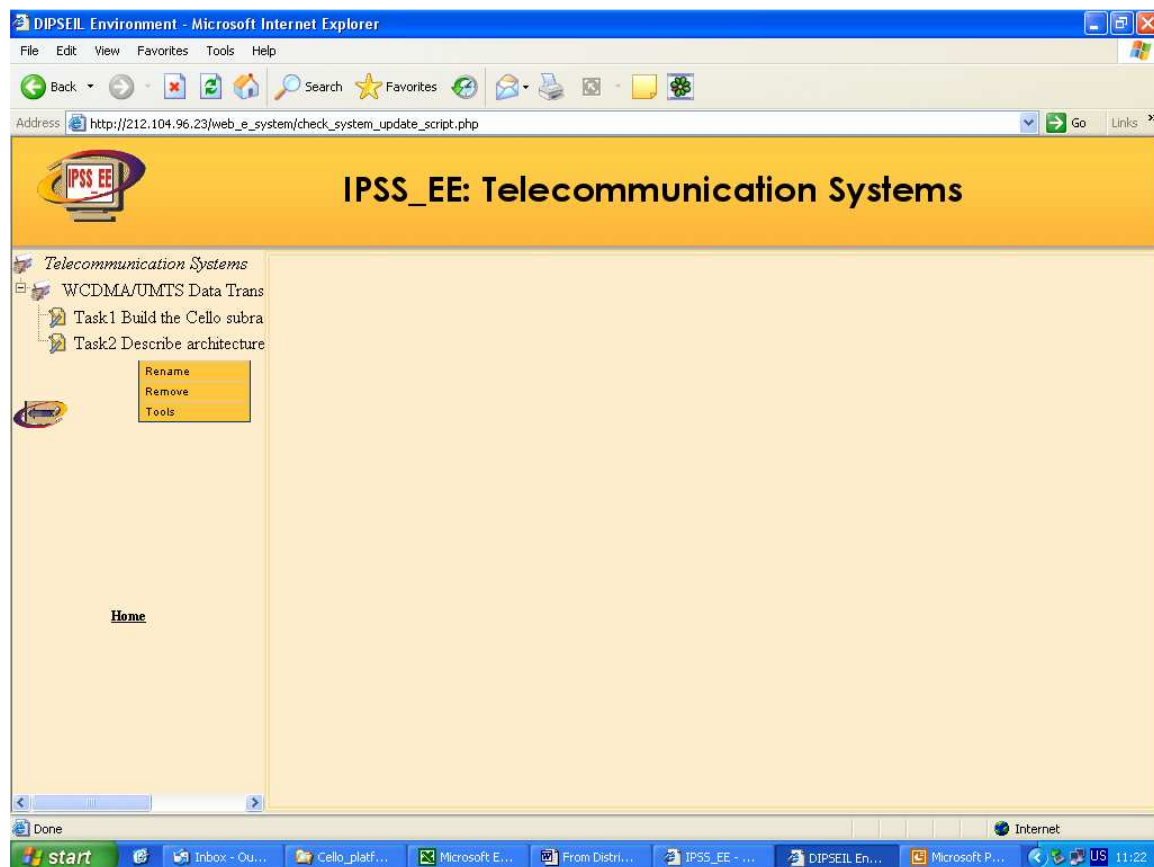 DIPSEIL Environment - Microsoft Internet Explorer
File Edit View Favorites Tools Help
Back Search Favorites
Address http://212.104.96.23/web_e_system/check_system_update_script.php Go Links »
IPSS EE
IPSS_EE: Telecommunication Systems
Telecommunication Systems
WCDMA/UMTS Data Trans
Task1 Build the Cello subra
Task2 Describe architecture
Rename
Remove
Tools
Home
Done Internet
start Inbox - Ou... Cello_platf... Microsoft E... From Distri... IPSS_EE - ... DIPSEIL En... Microsoft P... US 11:22